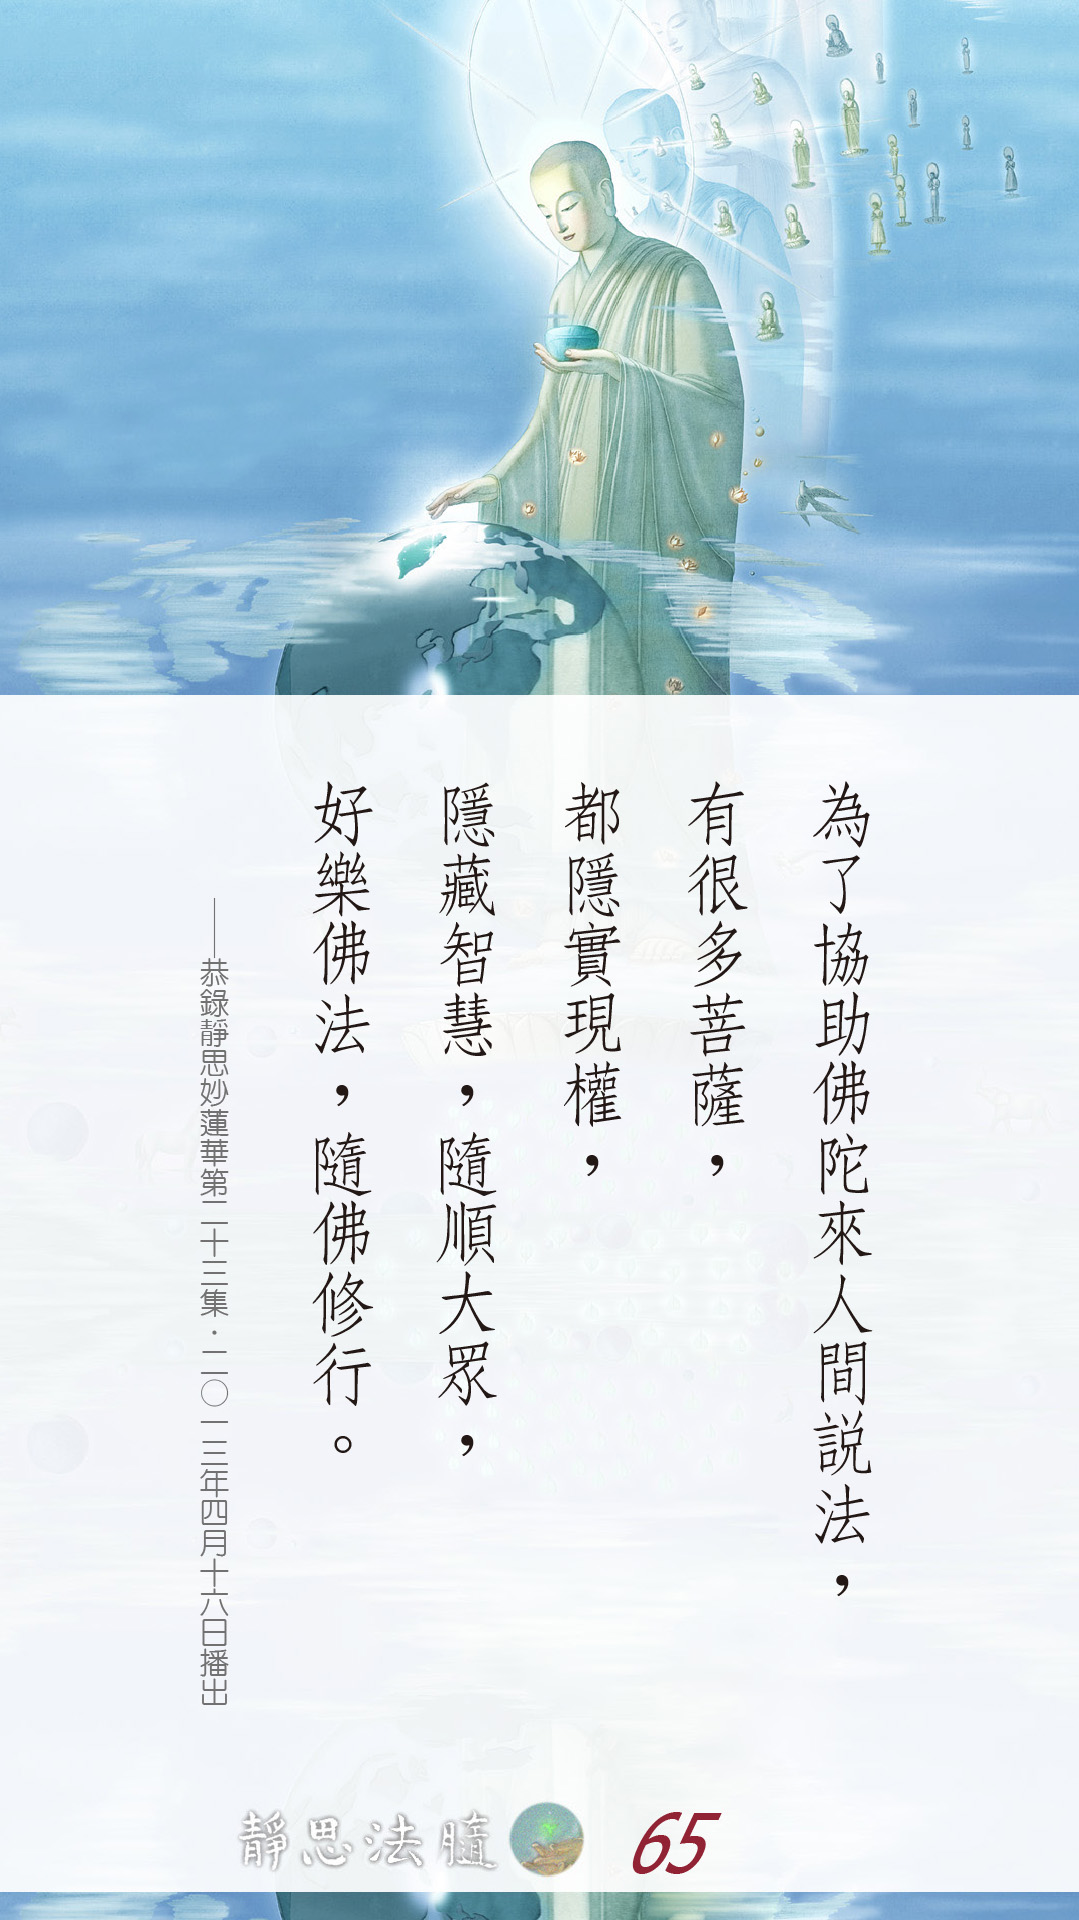 為了協助佛陀來人間説法，
有很多菩薩，
都隱實現權，
隱藏智慧，隨順大眾，
好樂佛法，隨佛修行。
——恭錄靜思妙蓮華第二十三集・二〇一三年四月十六日播出
靜思法髓 65